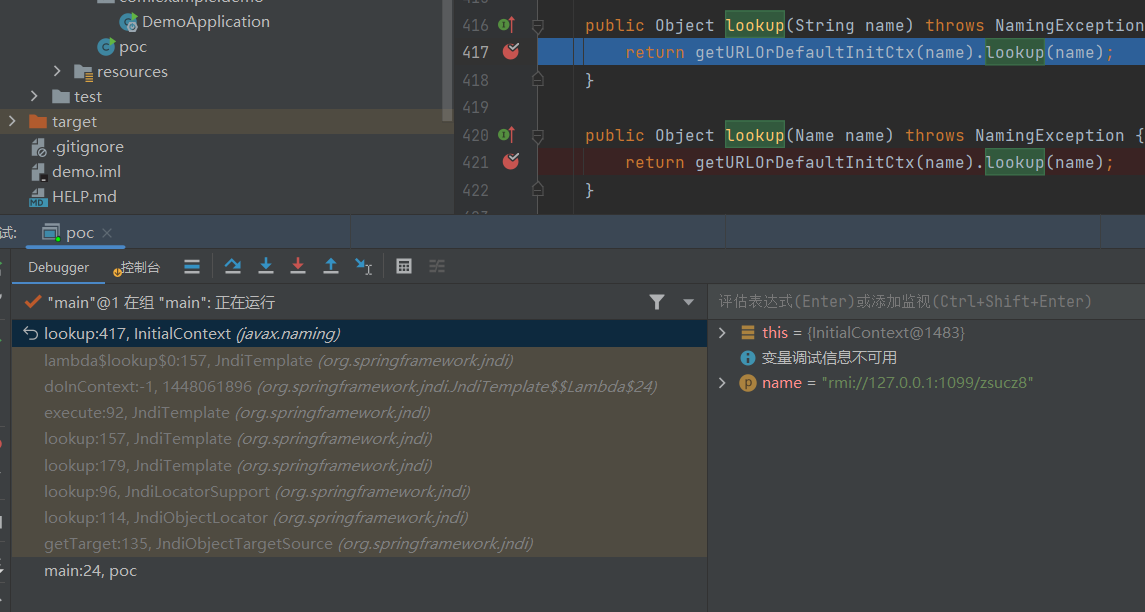 DemoApplication
poc
resources
test
target
.gitignore
demo.iml
HELP.md
416 public Object lookup(String name) throws NamingException
417 return getURLOrDefaultInitCtx(name).lookup(name);
418 }
419
420 public Object lookup(Name name) throws NamingException {
421 return getURLOrDefaultInitCtx(name).lookup(name);
422 }
试: poc
Debugger 控制台
"main"@1 在组 "main": 正在运行
lookup:417, InitialContext (javax.naming)
lambda$lookup$0:157, JndiTemplate (org.springframework.jndi)
doInContext:-1, 1448061896 (org.springframework.jndi.JndiTemplate$$Lambda$24)
execute:92, JndiTemplate (org.springframework.jndi)
lookup:157, JndiTemplate (org.springframework.jndi)
lookup:179, JndiTemplate (org.springframework.jndi)
lookup:96, JndiLocatorSupport (org.springframework.jndi)
lookup:114, JndiObjectLocator (org.springframework.jndi)
getTarget:135, JndiObjectTargetSource (org.springframework.jndi)
main:24, poc
评估表达式(Enter)或添加监视(Ctrl+Shift+Enter)
this = {InitialContext@1483}
变量调试信息不可用
name = "rmi://127.0.0.1:1099/zsucz8"